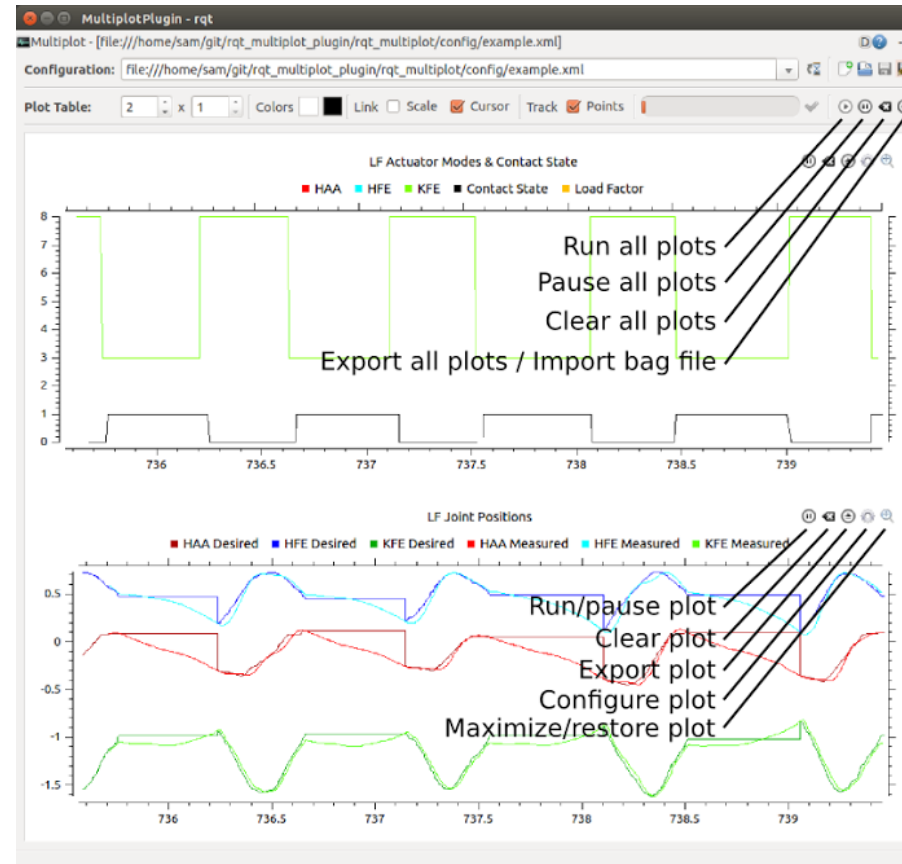 MultiplotPlugin - rqt
Multiplot - [file:///home/sam/git/rqt_multiplot_plugin/rqt_multiplot/config/example.xml] D
Configuration: file:///home/sam/git/rqt_multiplot_plugin/rqt_multiplot/config/example.xml
Plot Table: 2 x 1 Colors Link Scale Cursor Track Points
LF Actuator Modes & Contact State
HAA HFE KFE Contact State Load Factor
8
7
6
5
4
3
2
1
0
Run all plots
Pause all plots
Clear all plots
Export all plots / Import bag file
736 736.5 737 737.5 738 738.5 739
LF Joint Positions
HAA Desired HFE Desired KFE Desired HAA Measured HFE Measured KFE Measured
0.5
0
-0.5
-1
-1.5
Run/pause plot
Clear plot
Export plot
Configure plot
Maximize/restore plot
736 736.5 737 737.5 738 738.5 739